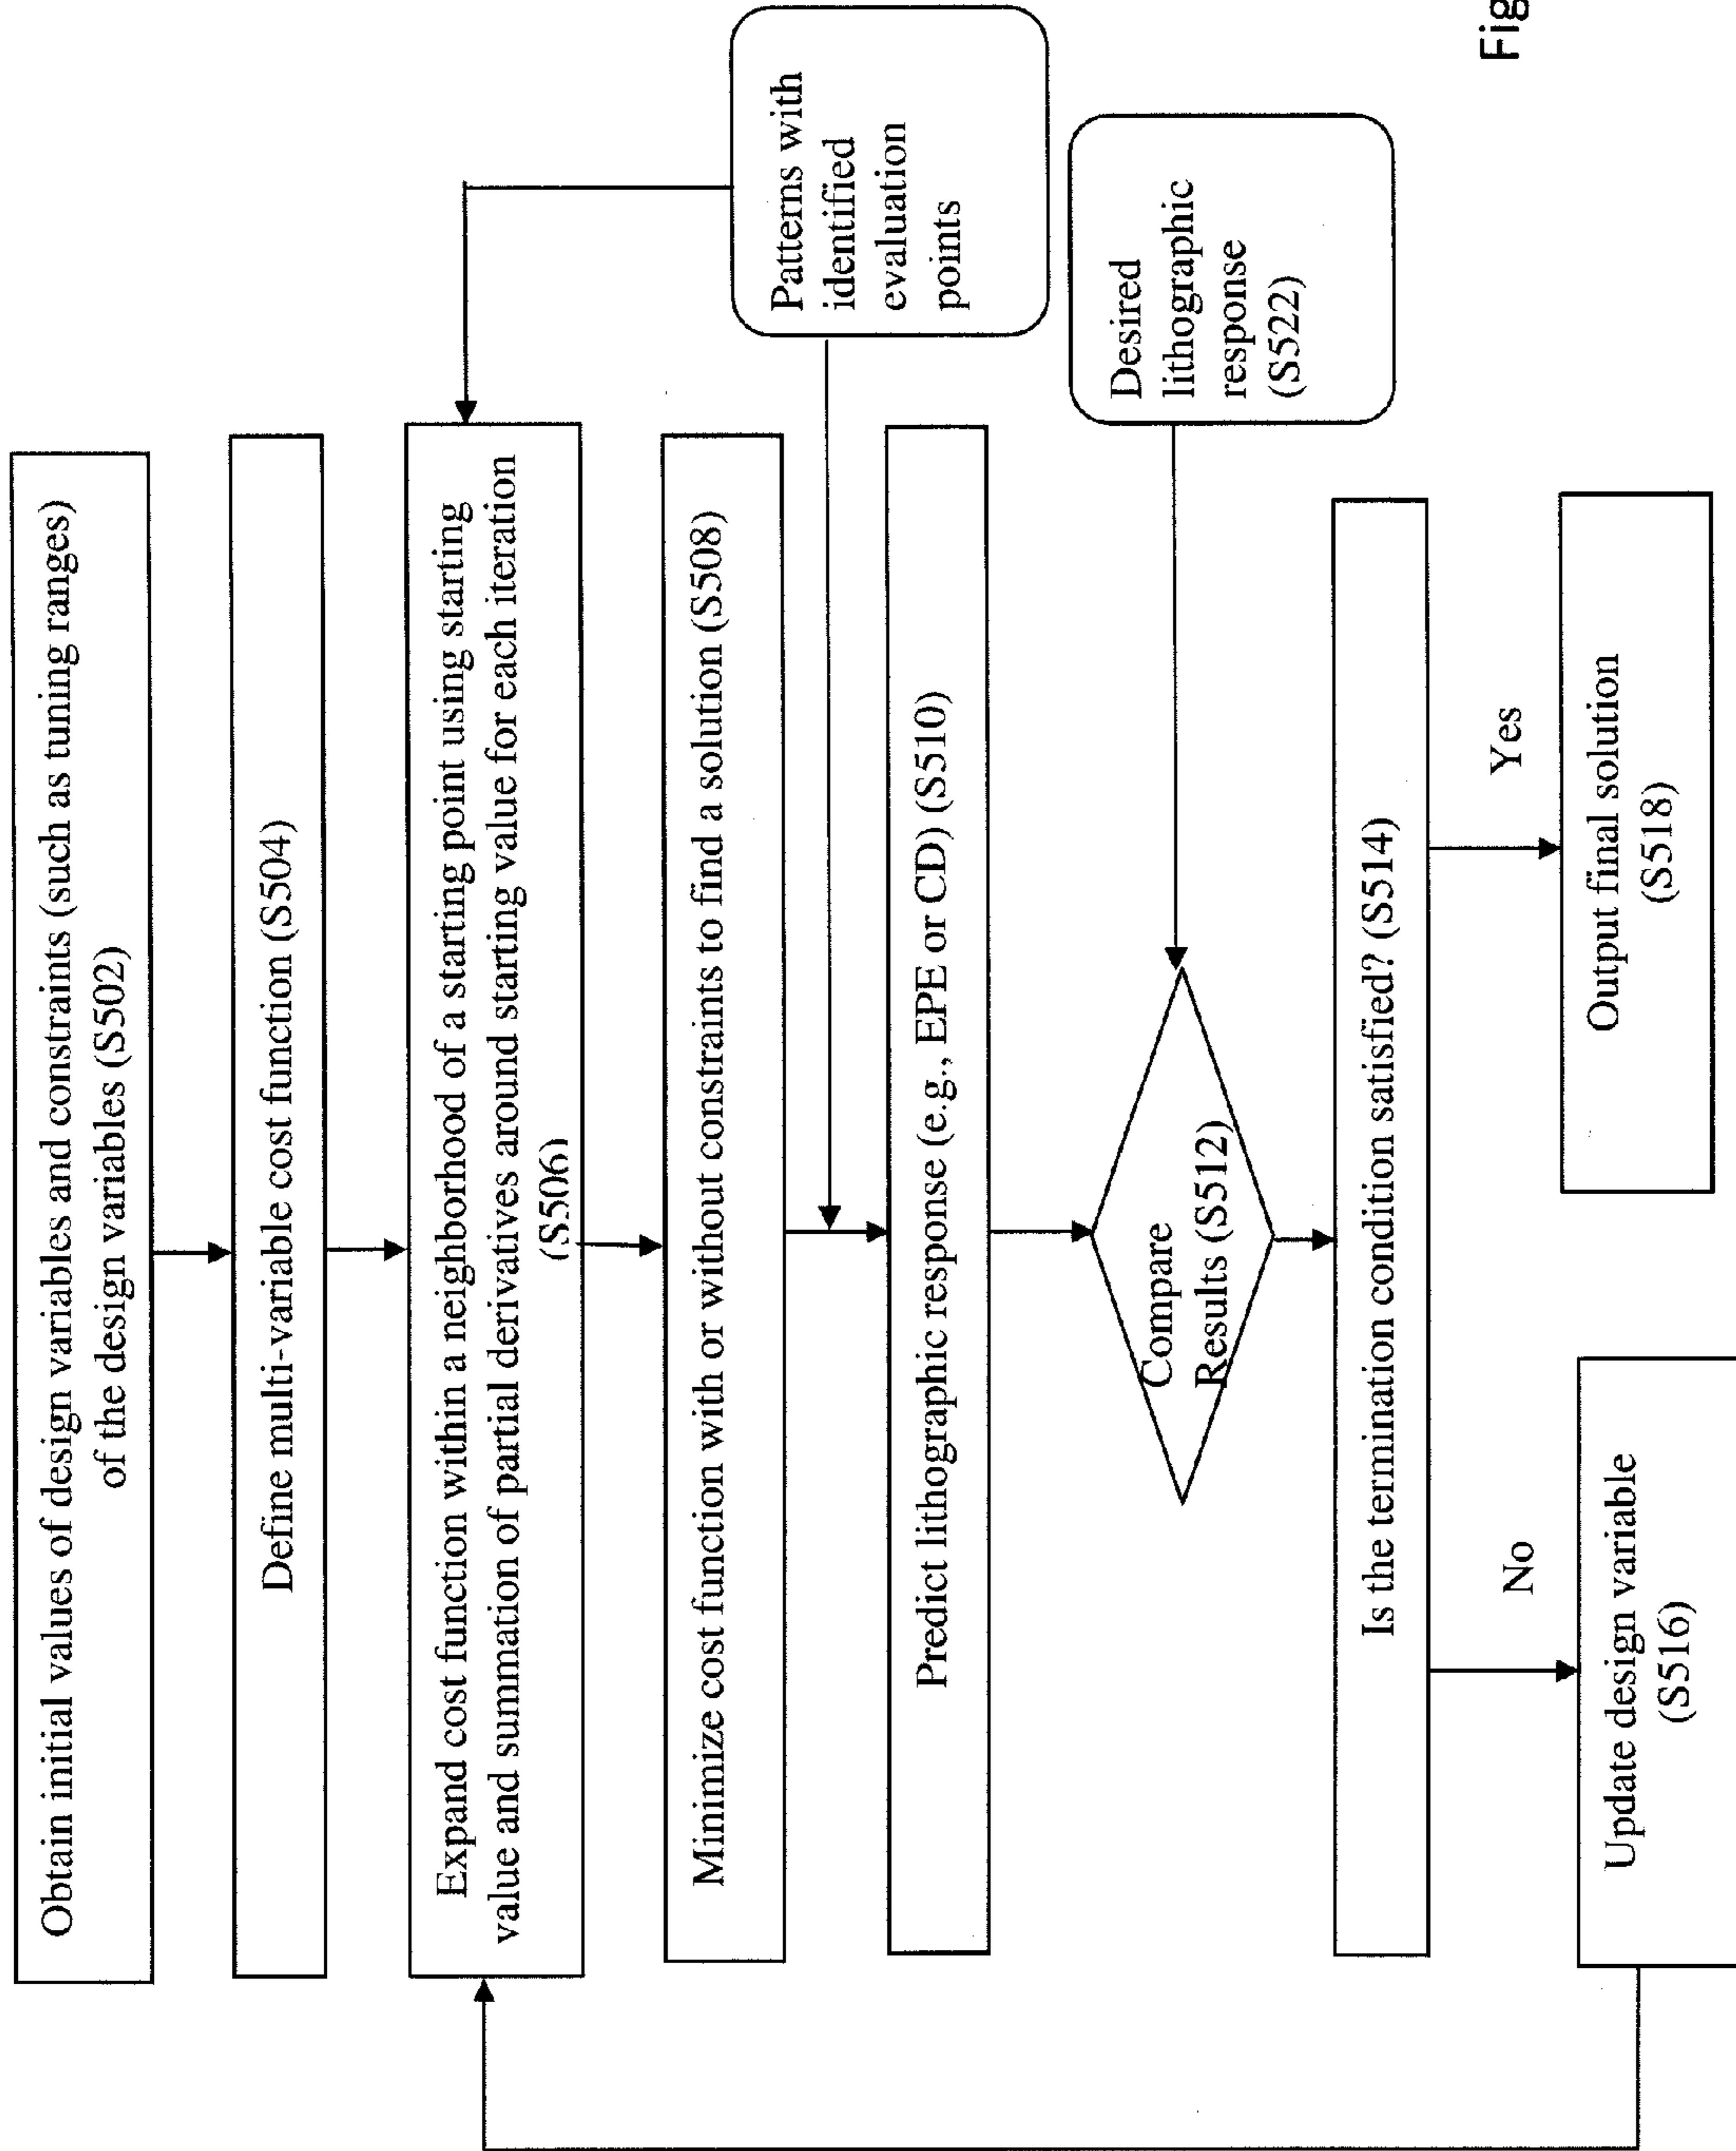 Obtain initial values of design variables and constraints (such as tuning ranges)
of the design variables (S502)
Define multi-variable cost function (S504)
Expand cost function within a neighborhood of a starting point using starting
value and summation of partial derivatives around starting value for each iteration
(S506)
Patterns with
identified
evaluation
points
Minimize cost function with or without constraints to find a solution (S508)
Predict lithographic response (e.g., EPE or CD) (S510)
Desired
lithographic
response
(S522)
Compare
Results (S512)
Is the termination condition satisfied? (S514)
No
Yes
Update design variable
(S516)
Output final solution
(S518)
Fig